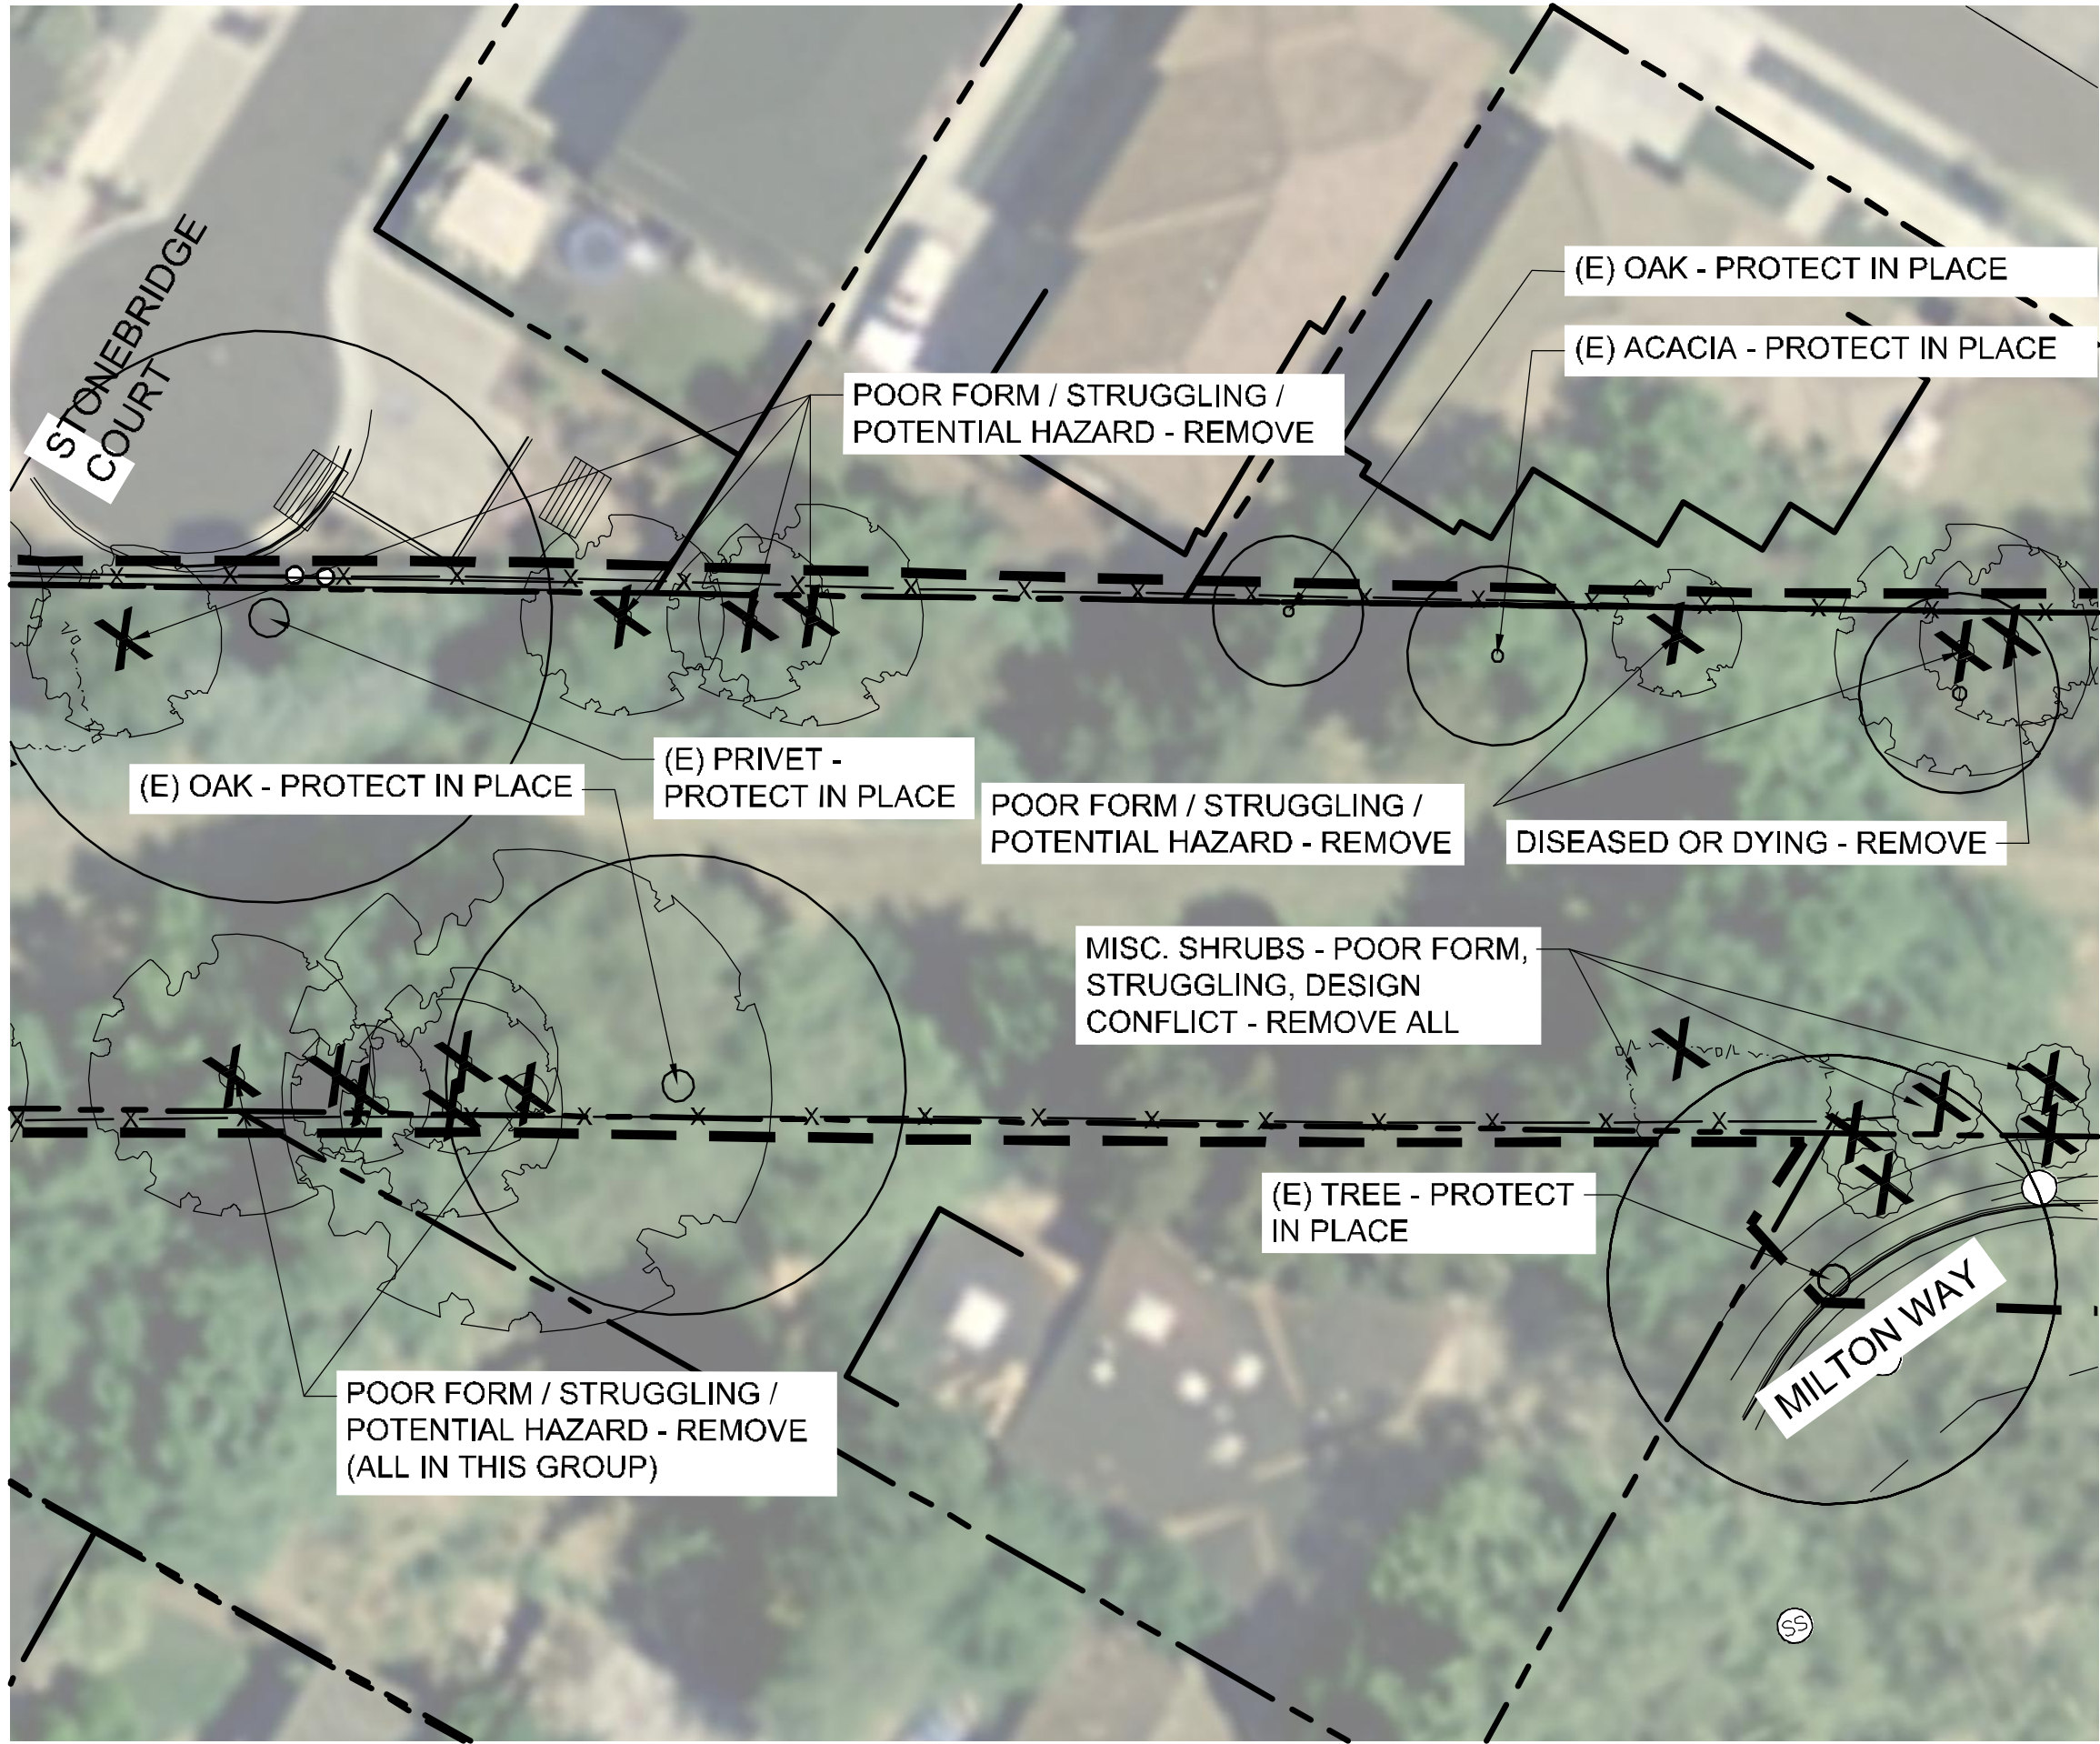 STONEBRIDGE
COURT
(E) OAK - PROTECT IN PLACE
(E) ACACIA - PROTECT IN PLACE
POOR FORM / STRUGGLING /
POTENTIAL HAZARD - REMOVE
(E) PRIVET -
PROTECT IN PLACE
(E) OAK - PROTECT IN PLACE
POOR FORM / STRUGGLING /
POTENTIAL HAZARD - REMOVE
DISEASED OR DYING - REMOVE
MISC. SHRUBS - POOR FORM,
STRUGGLING, DESIGN
CONFLICT - REMOVE ALL
D/L
D/L
(E) TREE - PROTECT
IN PLACE
MILTON WAY
POOR FORM / STRUGGLING /
POTENTIAL HAZARD - REMOVE
(ALL IN THIS GROUP)
SS